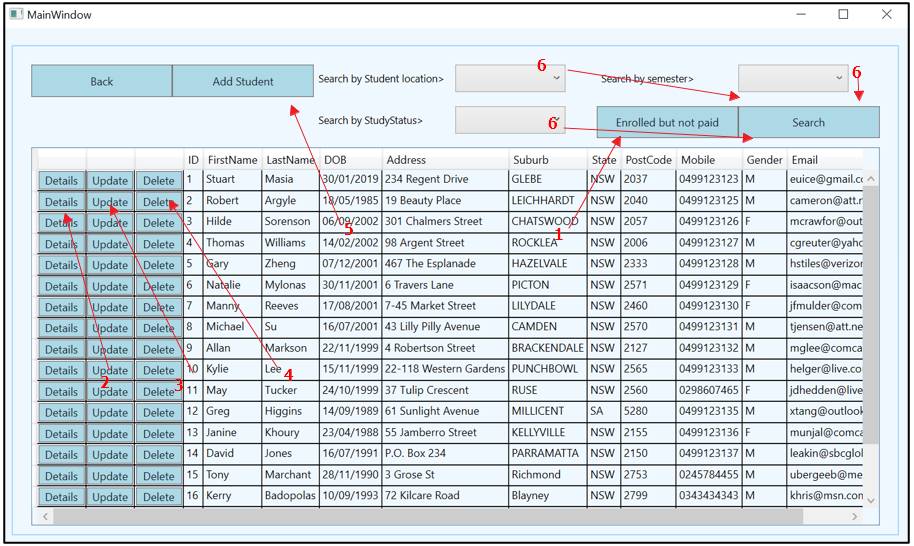 MainWindow
Back Add Student Search by Student location> 6 Search by semester> 6
Search by StudyStatus> 6 Enrolled but not paid Search
ID FirstName LastName DOB Address Suburb State PostCode Mobile Gender Email
Details Update Delete 1 Stuart Masia 30/01/2019 234 Regent Drive GLEBE NSW 2037 0499123123 M euice@gmail.c
Details Update Delete 2 Robert Argyle 18/05/1985 19 Beauty Place LEICHHARDT NSW 2040 0499123125 M cameron@att.n
Details Update Delete 3 Hilde Sorenson 06/09/2002 301 Chalmers Street CHATSWOOD NSW 2057 0499123126 F mcrawfor@out
5 1
Details Update Delete 4 Thomas Williams 14/02/2002 98 Argent Street ROCKLEA NSW 2006 0499123127 M cgreuter@yaho
Details Update Delete 5 Gary Zheng 07/12/2001 467 The Esplanade HAZELVALE NSW 2333 0499123128 M hstiles@verizor
Details Update Delete 6 Natalie Mylonas 30/11/2001 6 Travers Lane PICTON NSW 2571 0499123129 F isaacson@mac
Details Update Delete 7 Manny Reeves 17/08/2001 7-45 Market Street LILYDALE NSW 2460 0499123130 F jfmulder@com
Details Update Delete 8 Michael Su 16/07/2001 43 Lilly Pilly Avenue CAMDEN NSW 2570 0499123131 M tjensen@att.ne
Details Update Delete 9 Allan Markson 22/11/1999 4 Robertson Street BRACKENDALE NSW 2127 0499123132 M mglee@comca
Details Update Delete 10 Kylie Lee 15/11/1999 22-118 Western Gardens PUNCHBOWL NSW 2565 0499123133 M helger@live.co
2 3 4
Details Update Delete 11 May Tucker 24/10/1999 37 Tulip Crescent RUSE NSW 2560 0298607465 F jdhedden@live
Details Update Delete 12 Greg Higgins 14/09/1989 61 Sunlight Avenue MILLICENT SA 5280 0499123135 M xtang@outlook
Details Update Delete 13 Janine Khoury 23/04/1988 55 Jamberro Street KELLYVILLE NSW 2155 0499123136 F munjal@comca
Details Update Delete 14 David Jones 16/07/1991 P.O. Box 234 PARRAMATTA NSW 2150 0499123137 M leakin@sbcglol
Details Update Delete 15 Tony Marchant 28/11/1990 3 Grose St Richmond NSW 2753 0245784455 M ubergeeb@me
Details Update Delete 16 Kerry Badopolas 10/09/1993 72 Kilcare Road Blayney NSW 2799 0343434343 M khris@msn.com